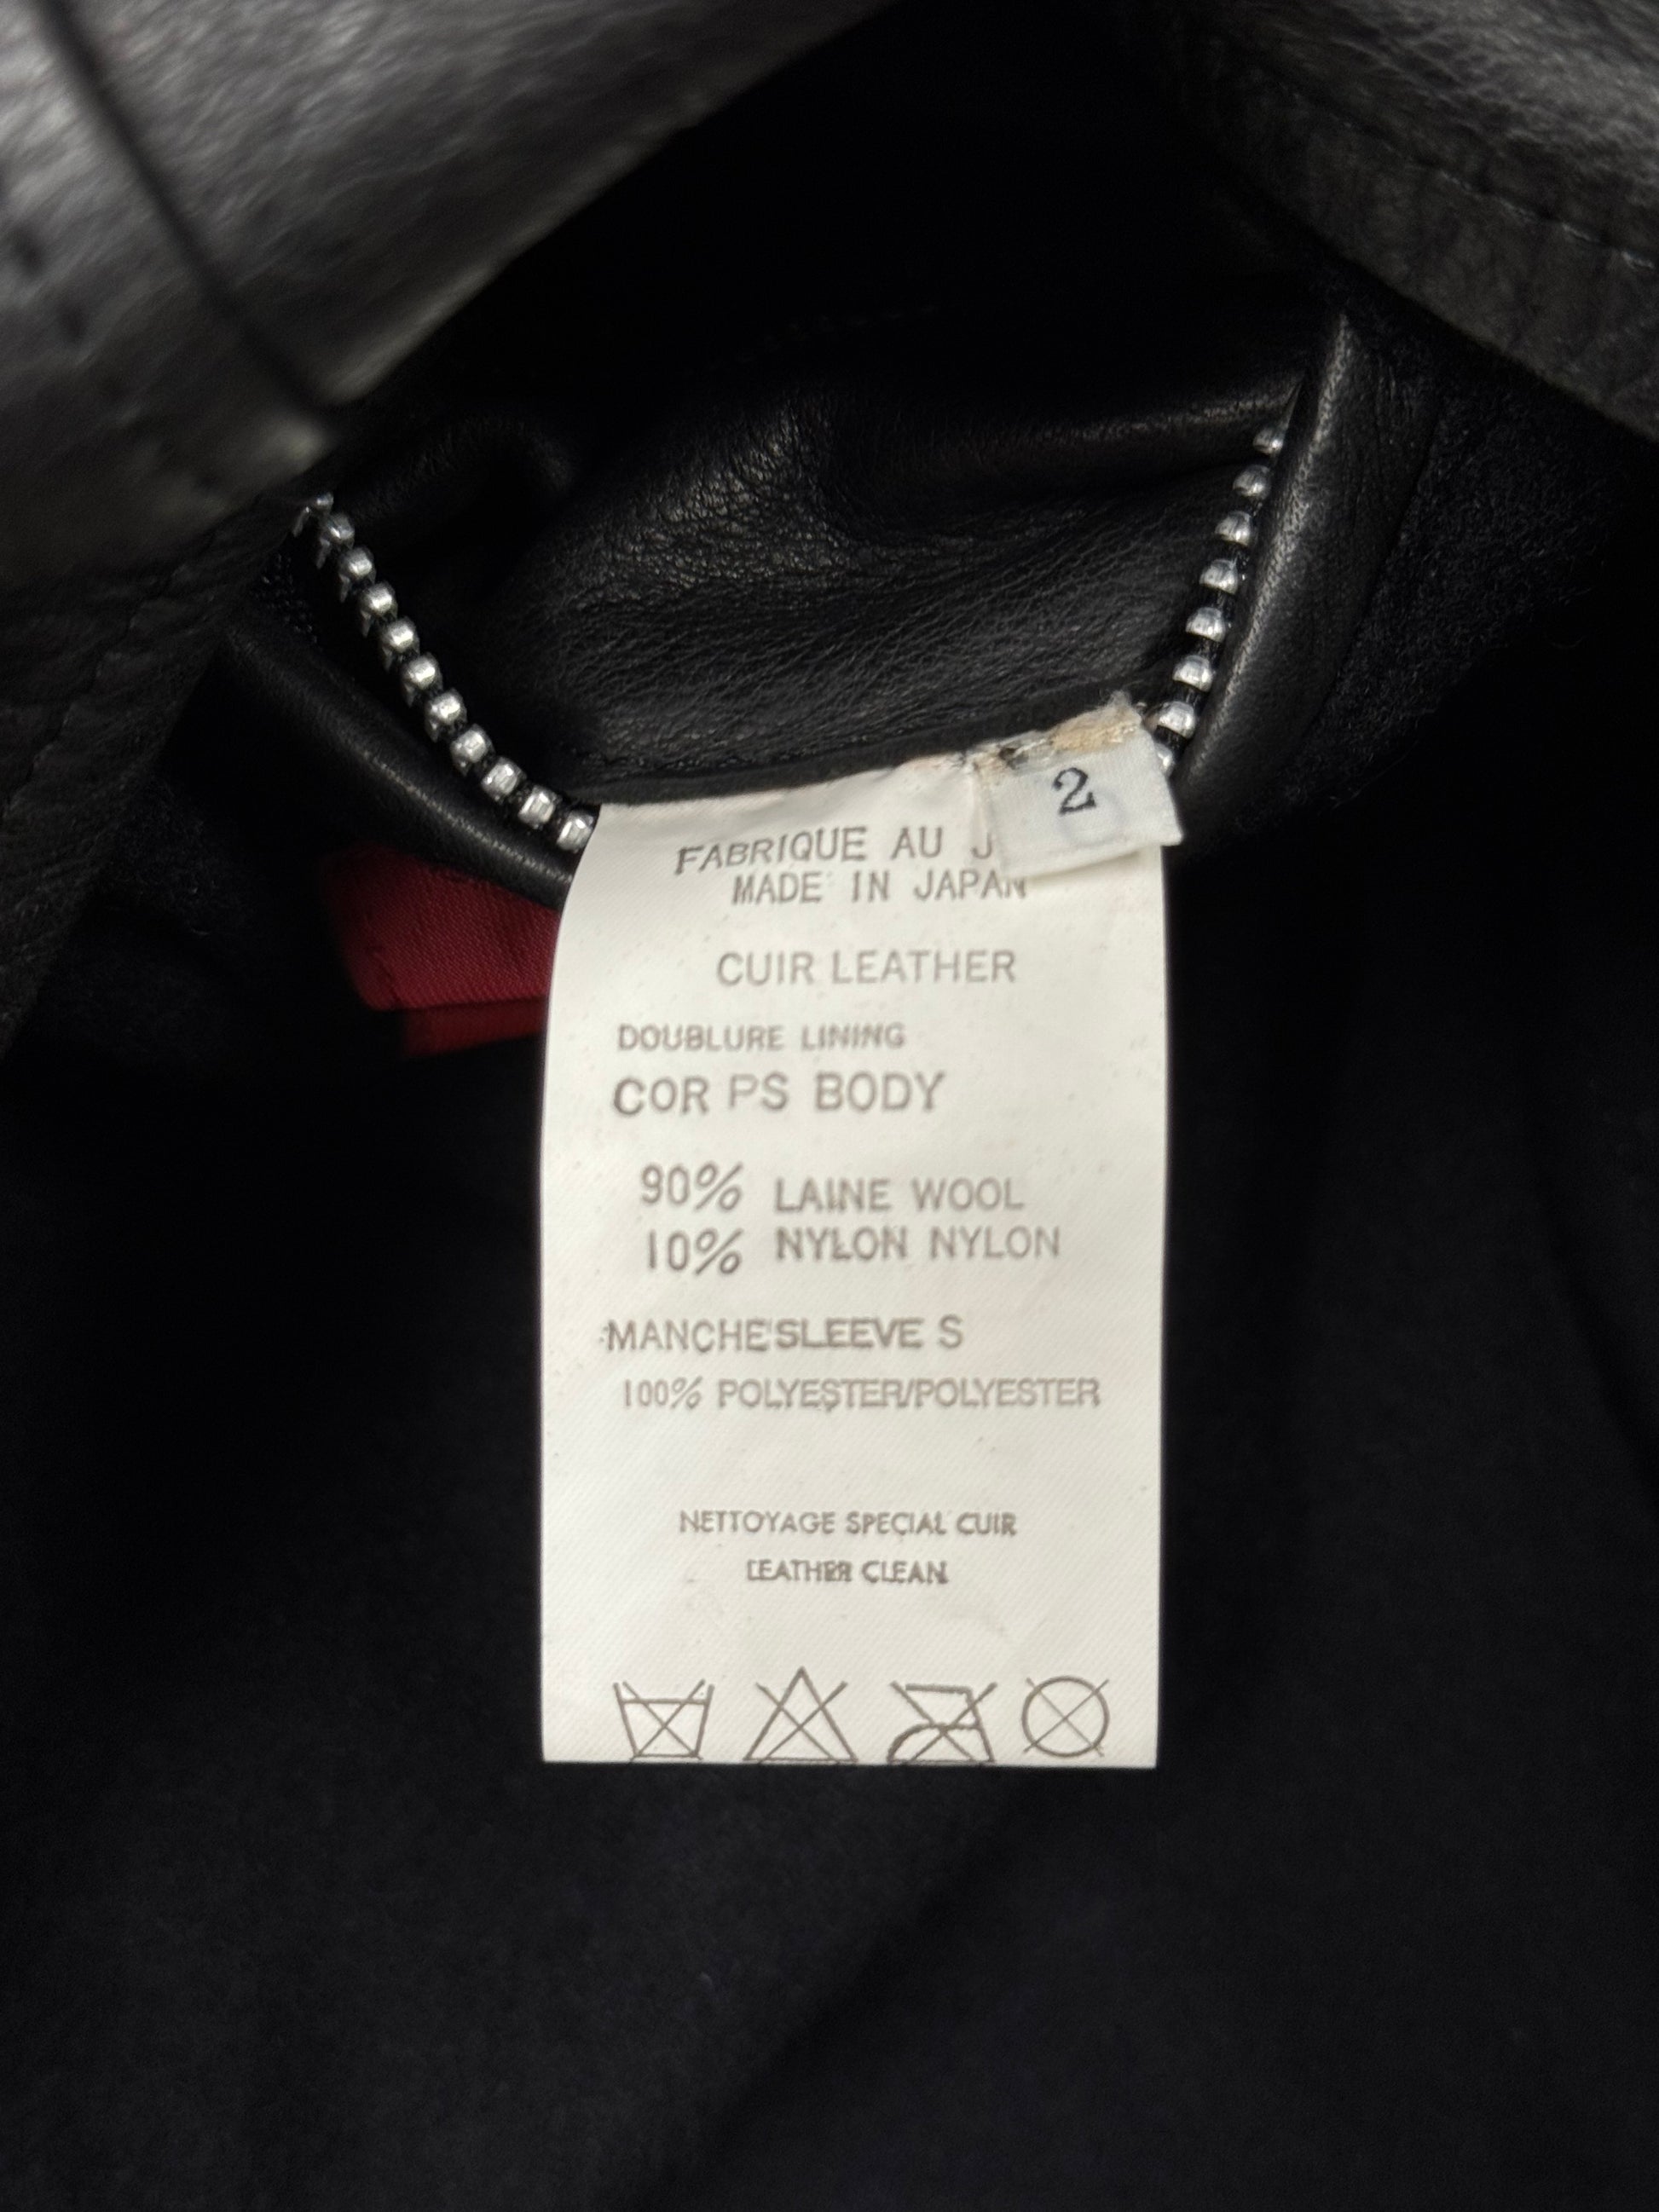 2
FABRIQUE AU J
MADE IN JAPAN
CUIR LEATHER
DOUBLURE LINING
COR PS BODY
90% LAINE WOOL
10% NYLON NYLON
MANCHE'SLEEVE S
100% POLYESTER/POLYESTER
NETTOYAGE SPECIAL CUIR
LEATHER CLEAN